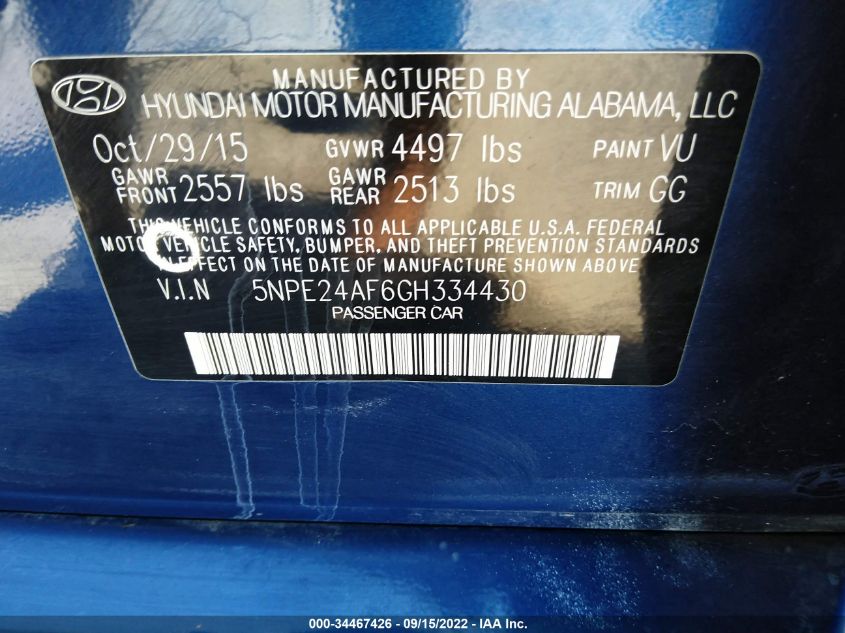 MANUFACTURED BY
HYUNDAI MOTOR MANUFACTURING ALABAMA, LLC
Oct/29/15 GVWR 4497 lbs PAINT VU
GAWR FRONT 2557 lbs GAWR REAR 2513 lbs TRIM GG
THIS VEHICLE CONFORMS TO ALL APPLICABLE U.S.A. FEDERAL
MOTOR VEHICLE SAFETY, BUMPER, AND THEFT PREVENTION STANDARDS
IN EFFECT ON THE DATE OF MANUFACTURE SHOWN ABOVE
V.I.N 5NPE24AF6GH334430
PASSENGER CAR
000-34467426 - 09/15/2022 - IAA Inc.